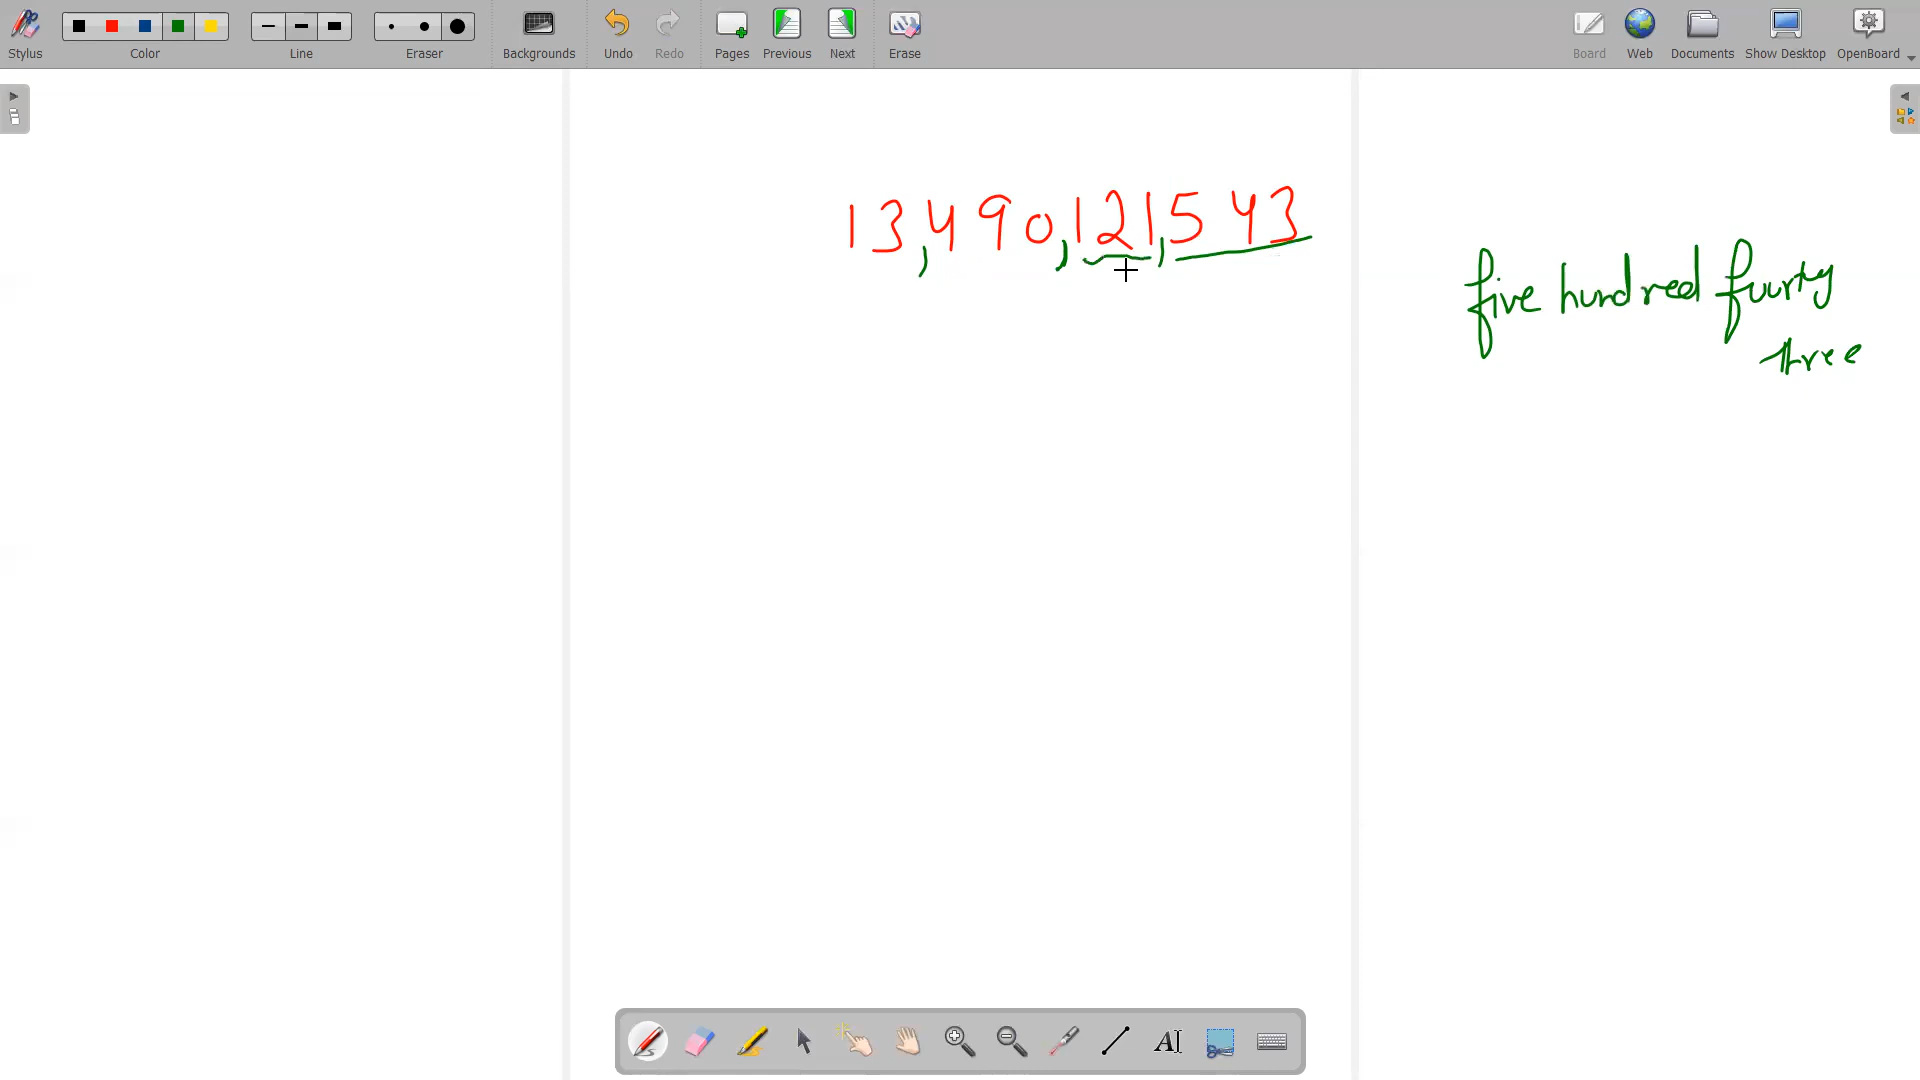 Stylus Color Line Eraser Backgrounds Undo Redo Pages Previous Next Erase Board Web Documents Show Desktop OpenBoard
13,490,121,543
five hundred fourty
three